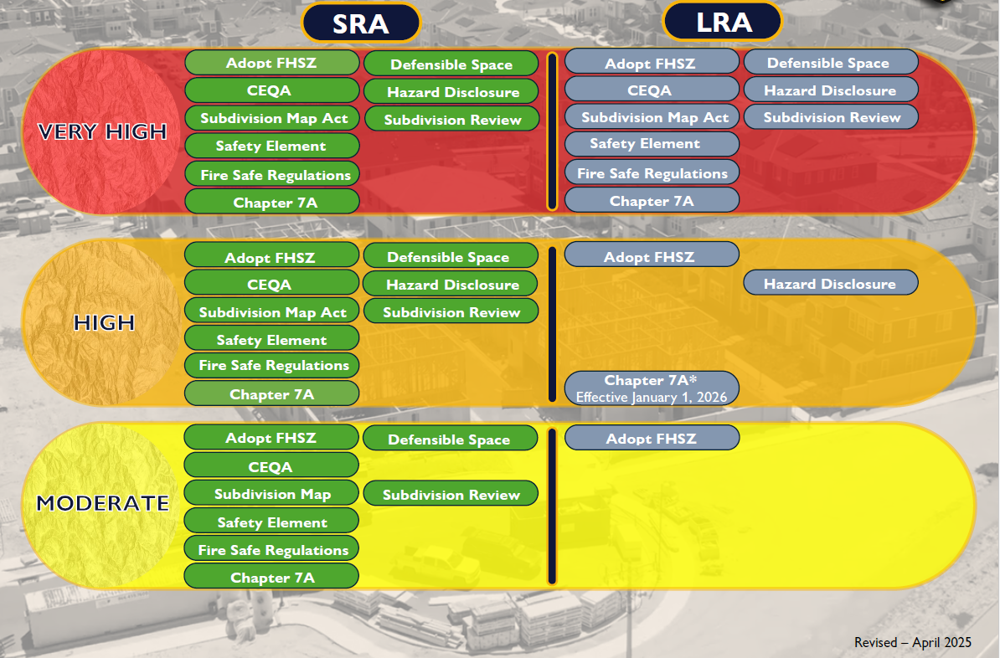 SRA
LRA
VERY HIGH
Adopt FHSZ
Defensible Space
CEQA
Hazard Disclosure
Subdivision Map Act
Subdivision Review
Safety Element
Fire Safe Regulations
Chapter 7A
Adopt FHSZ
Defensible Space
CEQA
Hazard Disclosure
Subdivision Map Act
Subdivision Review
Safety Element
Fire Safe Regulations
Chapter 7A
HIGH
Adopt FHSZ
Defensible Space
CEQA
Hazard Disclosure
Subdivision Map Act
Subdivision Review
Safety Element
Fire Safe Regulations
Chapter 7A
Adopt FHSZ
Hazard Disclosure
Chapter 7A*
Effective January 1, 2026
MODERATE
Adopt FHSZ
Defensible Space
CEQA
Subdivision Map
Subdivision Review
Safety Element
Fire Safe Regulations
Chapter 7A
Adopt FHSZ
Revised – April 2025